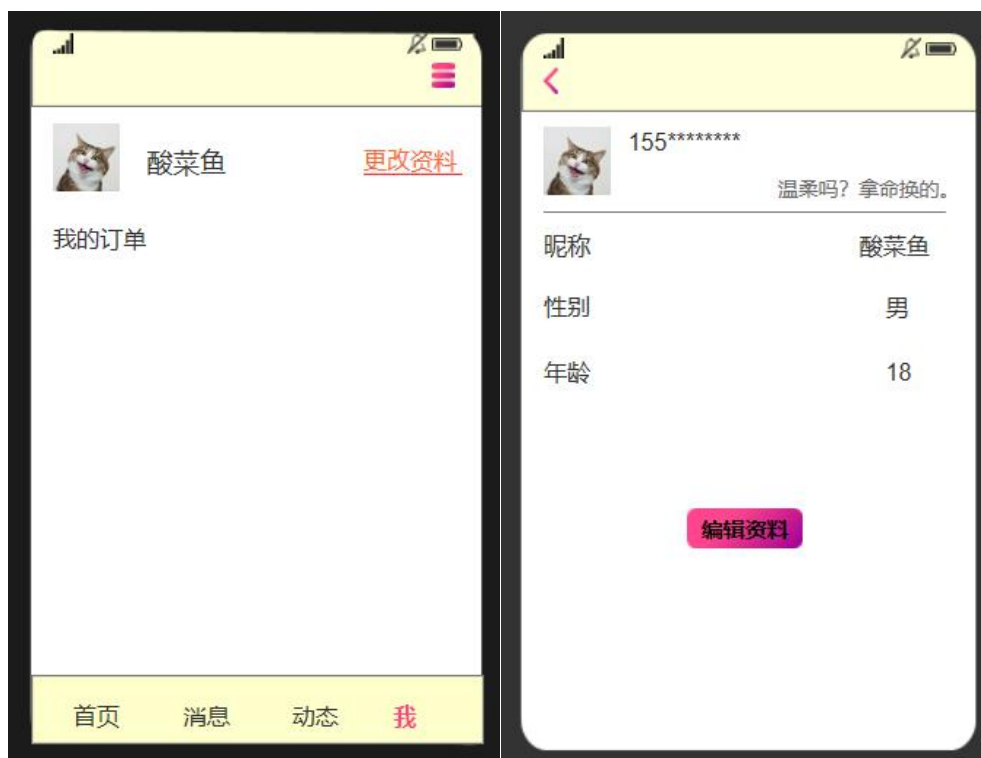 酸菜鱼
更改资料
我的订单
首页
消息
动态
我
155********
温柔吗？拿命换的。
昵称
酸菜鱼
性别
男
年龄
18
编辑资料